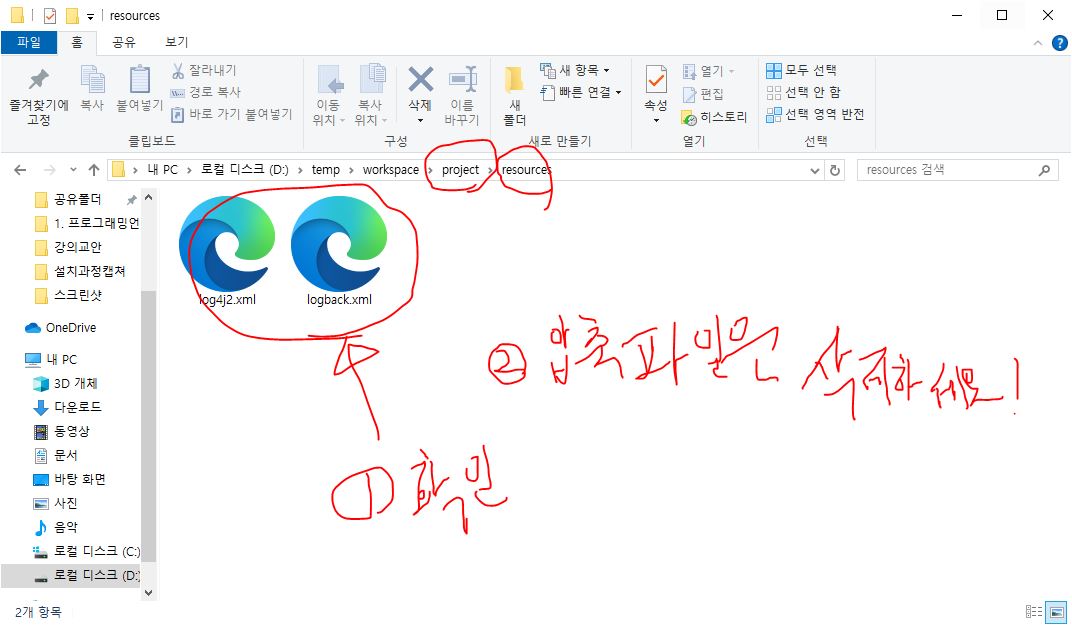 resources
파일 홈 공유 보기
잘라내기 새 항목 열기 모두 선택
경로 복사 빠른 연결 편집 선택 안 함
즐겨찾기에 고정 복사 붙여넣기 바로 가기 붙여넣기 이동 위치 복사 위치 삭제 이름 바꾸기 새 폴더 속성 히스토리 선택 영역 반전
클립보드 구성 새로 만들기 열기 선택
내 PC > 로컬 디스크 (D:) > temp > workspace > project > resources
resources 검색
공유폴더
1. 프로그래밍언
강의교안
설치과정캡쳐
스크린샷
OneDrive
내 PC
3D 개체
다운로드
동영상
문서
바탕 화면
사진
음악
로컬 디스크 (C:)
로컬 디스크 (D:)
log4j2.xml
logback.xml
② 압축파일은 삭제하세요!
① 확인
2개 항목